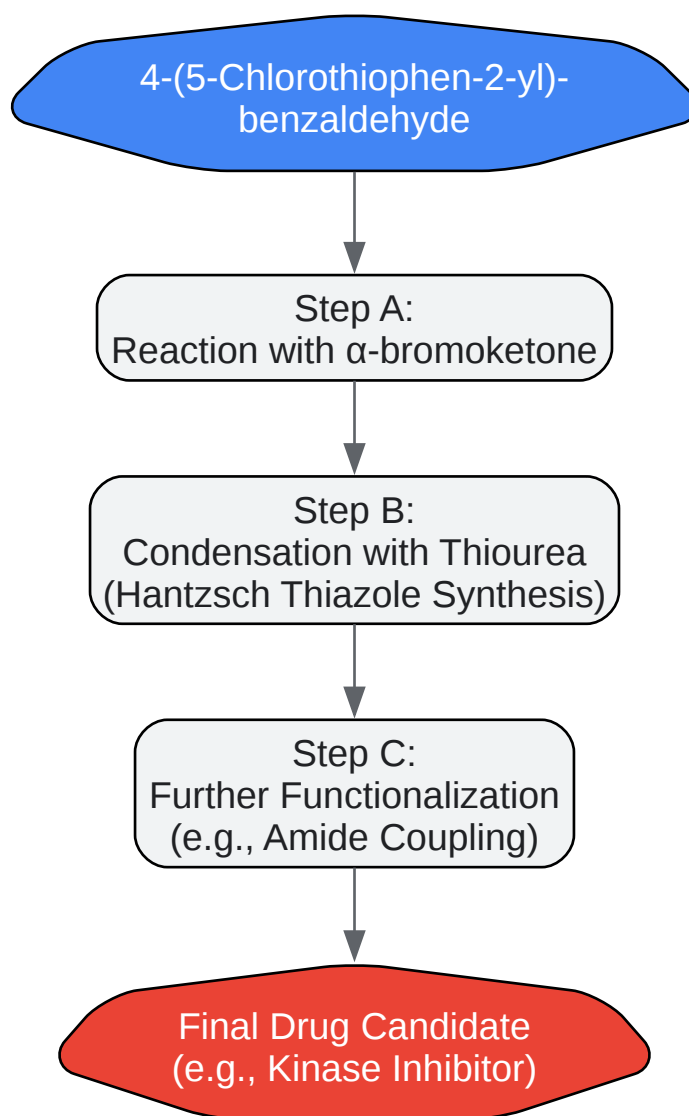 4-(5-Chlorothiophen-2-yl)-
benzaldehyde
Step A:
Reaction with α-bromoketone
Step B:
Condensation with Thiourea
(Hantzsch Thiazole Synthesis)
Step C:
Further Functionalization
(e.g., Amide Coupling)
Final Drug Candidate
(e.g., Kinase Inhibitor)